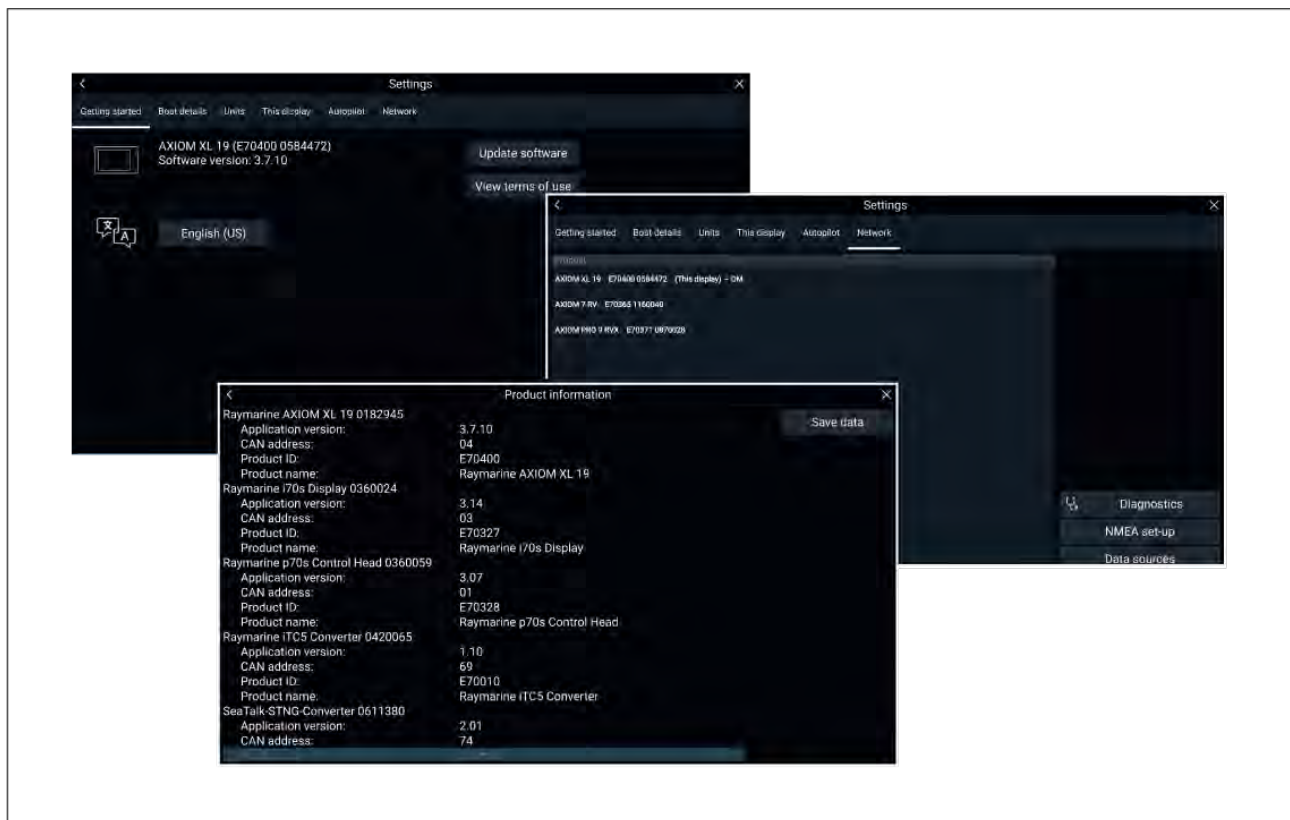 Settings
Getting started Boat details Units This display Autopilot Network
AXIOM XL 19 (E70400 0584472)
Software version: 3.7.10
Update software
View terms of use
English (US)
Settings
Getting started Boat details Units This display Autopilot Network
Product
AXIOM XL 19 E70400 0584472 (This display) – DM
AXIOM 7 RV E70365 1160040
AXIOM PRO 9 RVX E70371 0970028
Diagnostics
NMEA set-up
Data sources
Product information
Save data
Raymarine AXIOM XL 19 0182945
Application version: 3.7.10
CAN address: 04
Product ID: E70400
Product name: Raymarine AXIOM XL 19
Raymarine i70s Display 0360024
Application version: 3.14
CAN address: 03
Product ID: E70327
Product name: Raymarine i70s Display
Raymarine p70s Control Head 0360059
Application version: 3.07
CAN address: 01
Product ID: E70328
Product name: Raymarine p70s Control Head
Raymarine iTC5 Converter 0420065
Application version: 1.10
CAN address: 69
Product ID: E70010
Product name: Raymarine iTC5 Converter
SeaTalk-STNG-Converter 0611380
Application version: 2.01
CAN address: 74